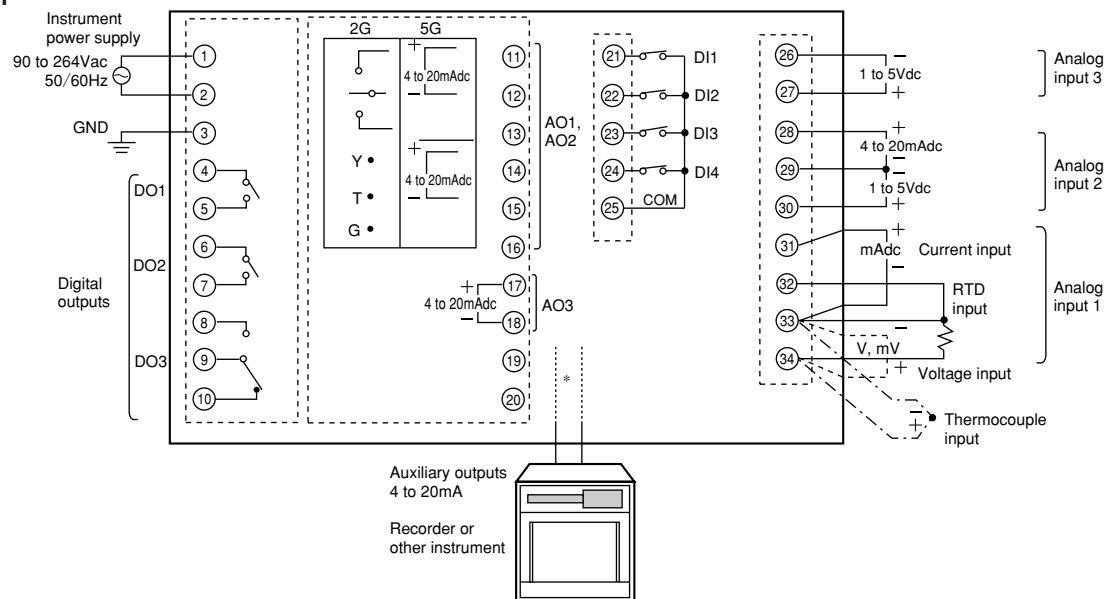 Instrument
power supply
90 to 264Vac
50/60Hz
GND
1
2
3
4
5
6
7
8
9
10
DO1
DO2
DO3
Digital
outputs
2G
5G
+
4 to 20mAdc
−
+
4 to 20mAdc
−
Y
T
G
11
12
13
14
15
16
17
18
19
20
AO1,
AO2
+
4 to 20mAdc
−
AO3
*
21
22
23
24
25
DI1
DI2
DI3
DI4
COM
26
27
28
29
30
31
32
33
34
−
1 to 5Vdc
+
Analog
input 3
+
4 to 20mAdc
−
−
1 to 5Vdc
+
Analog
input 2
+
mAdc
−
Current input
RTD
input
−
V, mV
+
Voltage input
Analog
input 1
−
+
Thermocouple
input
Auxiliary outputs
4 to 20mA
Recorder or
other instrument